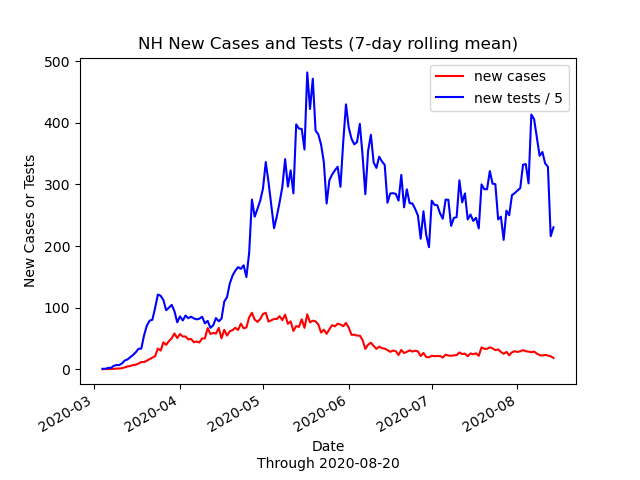 NH New Cases and Tests (7-day rolling mean)
new cases
new tests / 5
New Cases or Tests
500
400
300
200
100
0
2020-03
2020-04
2020-05
2020-06
2020-07
2020-08
Date
Through 2020-08-20